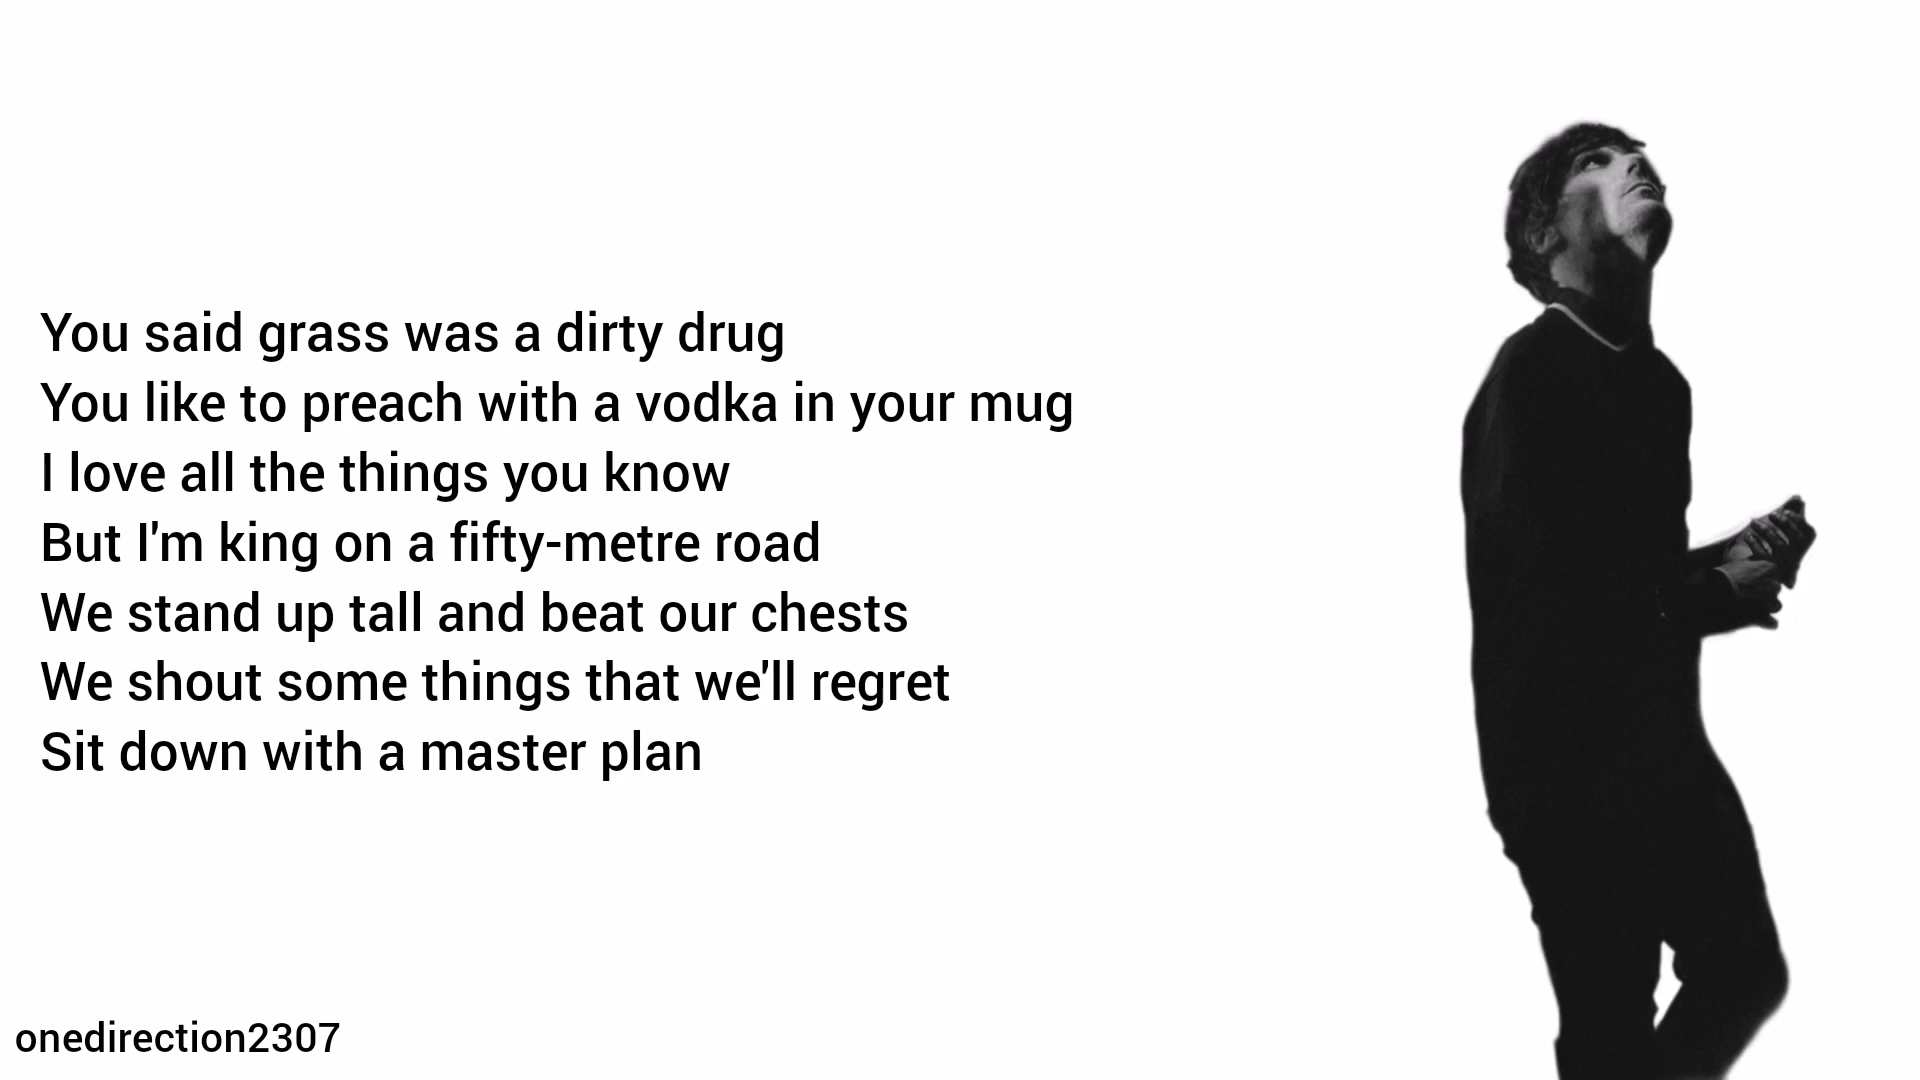 You said grass was a dirty drug
You like to preach with a vodka in your mug
I love all the things you know
But I'm king on a fifty-metre road
We stand up tall and beat our chests
We shout some things that we'll regret
Sit down with a master plan
onedirection2307